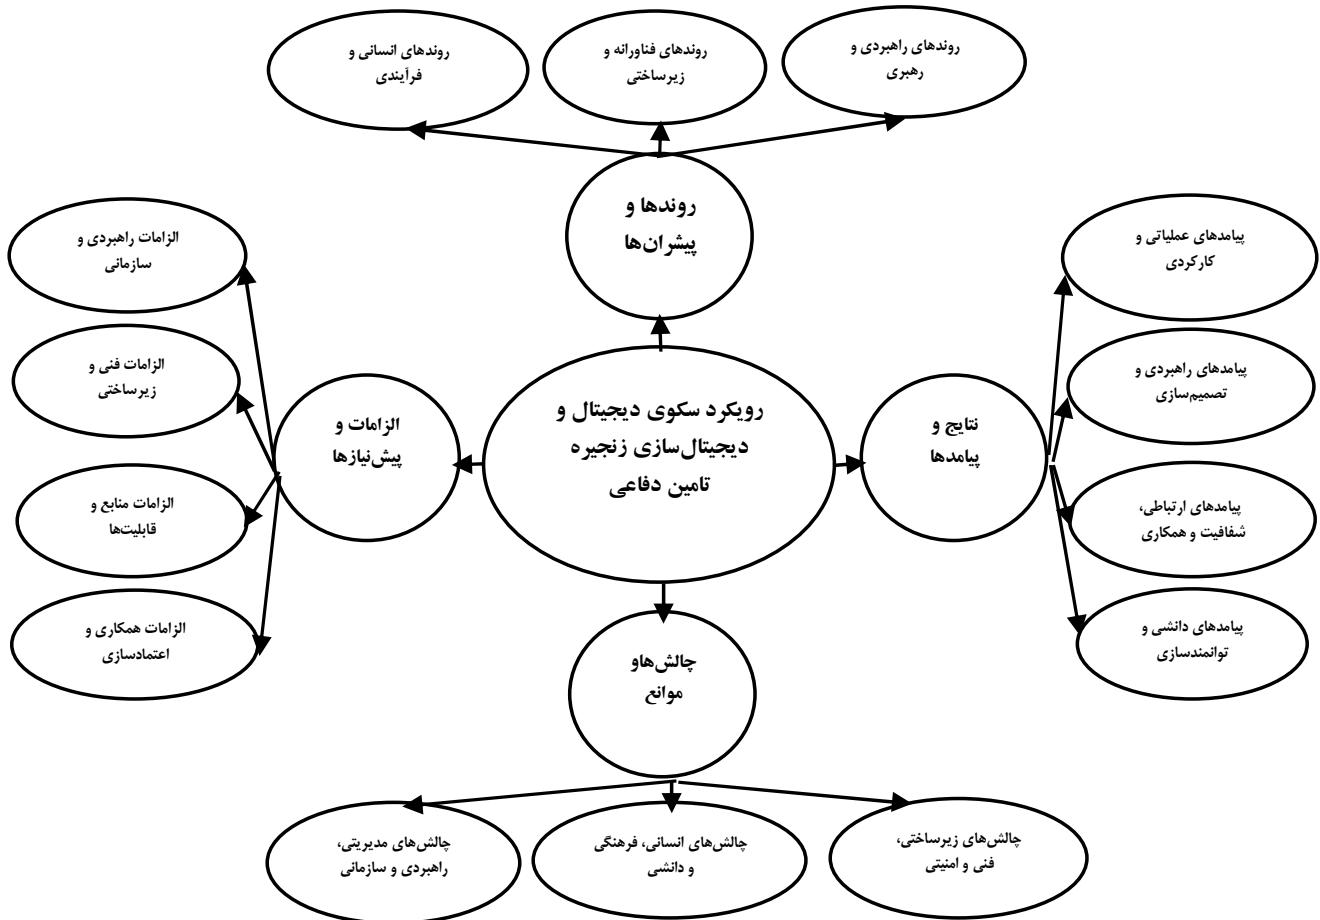 روندهای راهبردی و
رهبری
روندهای فناورانه و
زیرساختی
روندهای انسانی و
فرآیندی
روندها و
پیشران‌ها
پیامدهای عملیاتی و
کارکردی
پیامدهای راهبردی و
تصمیم‌سازی
پیامدهای ارتباطی،
شفافیت و همکاری
پیامدهای دانشی و
توانمندسازی
نتایج و
پیامدها
رویکرد سکوی دیجیتال و
دیجیتال‌سازی زنجیره
تامین دفاعی
الزامات و
پیش‌نیازها
الزامات راهبردی و
سازمانی
الزامات فنی و
زیرساختی
الزامات منابع و
قابلیت‌ها
الزامات همکاری و
اعتمادسازی
چالش‌هاو
موانع
چالش‌های زیرساختی،
فنی و امنیتی
چالش‌های انسانی، فرهنگی
و دانشی
چالش‌های مدیریتی،
راهبردی و سازمانی